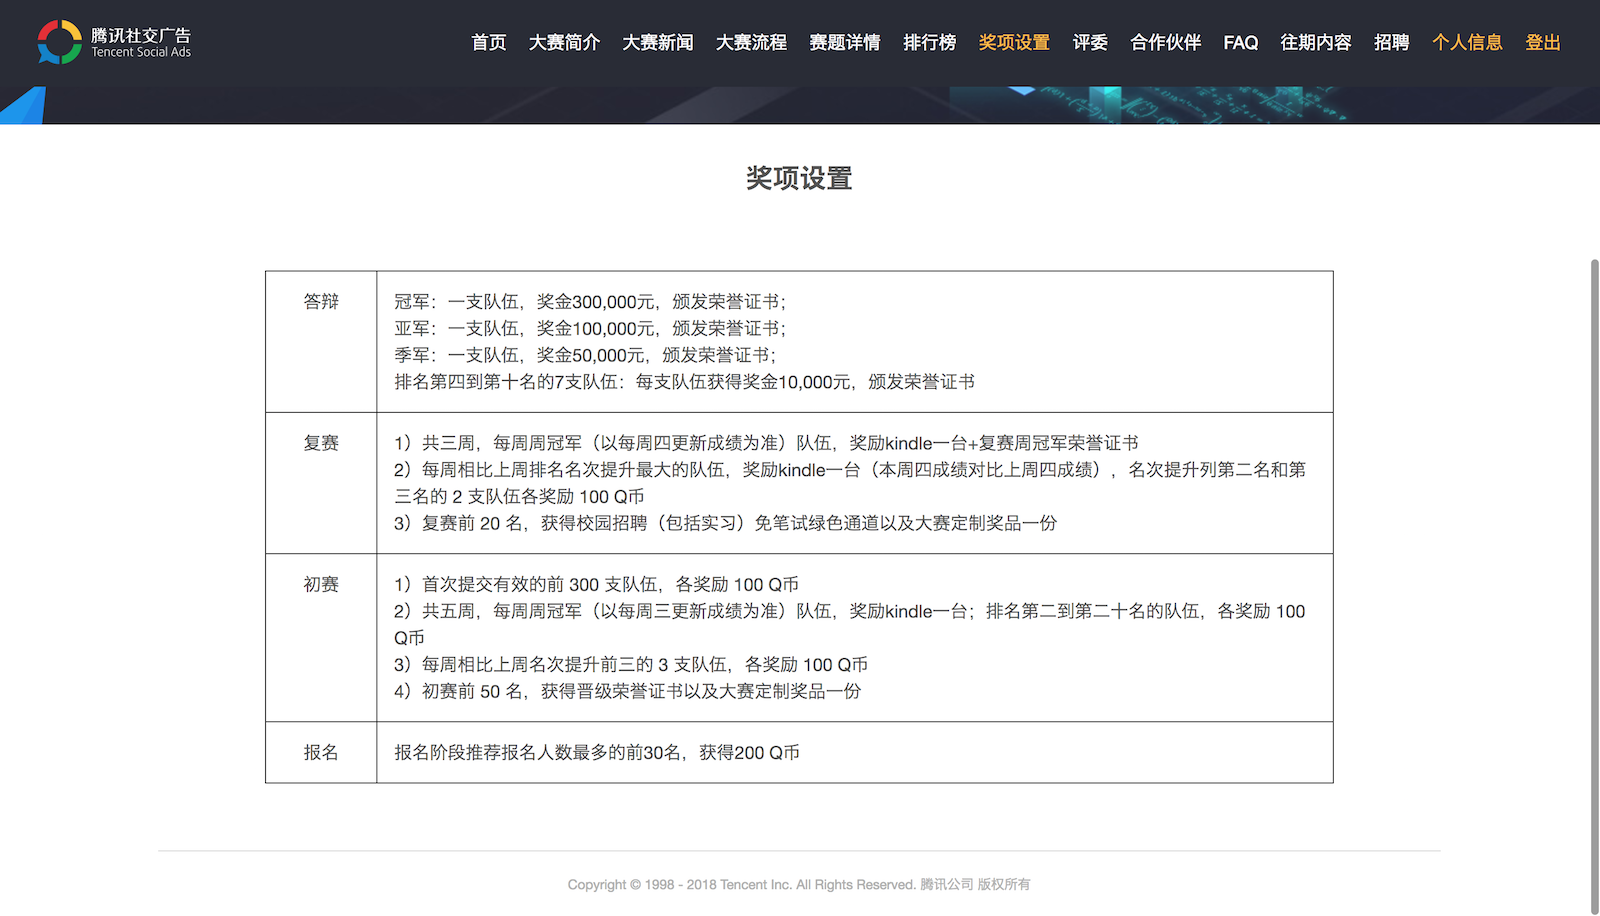 腾讯社交广告
Tencent Social Ads
首页 大赛简介 大赛新闻 大赛流程 赛题详情 排行榜 奖项设置 评委 合作伙伴 FAQ 往期内容 招聘 个人信息 登出
奖项设置
答辩
冠军：一支队伍，奖金300,000元，颁发荣誉证书；
亚军：一支队伍，奖金100,000元，颁发荣誉证书；
季军：一支队伍，奖金50,000元，颁发荣誉证书；
排名第四到第十名的7支队伍：每支队伍获得奖金10,000元，颁发荣誉证书
复赛
1）共三周，每周周冠军（以每周四更新成绩为准）队伍，奖励kindle一台+复赛周冠军荣誉证书
2）每周相比上周排名名次提升最大的队伍，奖励kindle一台（本周四成绩对比上周四成绩），名次提升列第二名和第
三名的 2 支队伍各奖励 100 Q币
3）复赛前 20 名，获得校园招聘（包括实习）免笔试绿色通道以及大赛定制奖品一份
初赛
1）首次提交有效的前 300 支队伍，各奖励 100 Q币
2）共五周，每周周冠军（以每周三更新成绩为准）队伍，奖励kindle一台；排名第二到第二十名的队伍，各奖励 100
Q币
3）每周相比上周名次提升前三的 3 支队伍，各奖励 100 Q币
4）初赛前 50 名，获得晋级荣誉证书以及大赛定制奖品一份
报名
报名阶段推荐报名人数最多的前30名，获得200 Q币
Copyright © 1998 - 2018 Tencent Inc. All Rights Reserved. 腾讯公司 版权所有